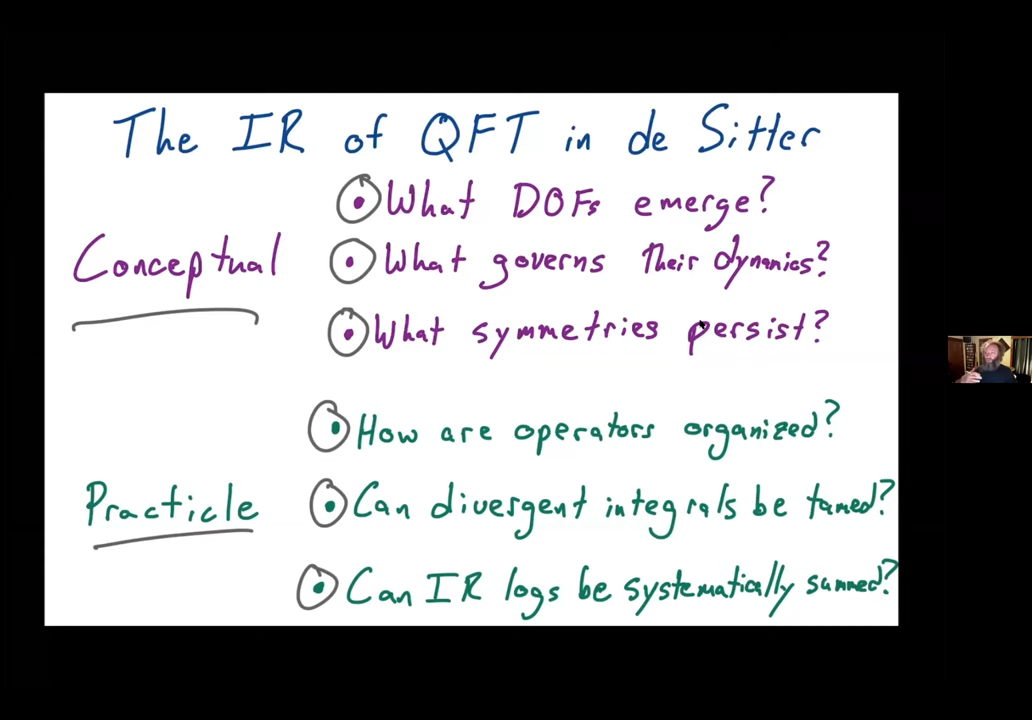 The IR of QFT in de Sitter
Conceptual
What DOFs emerge?
What governs their dynamics?
What symmetries persist?
Practicle
How are operators organized?
Can divergent integrals be tamed?
Can IR logs be systematically summed?